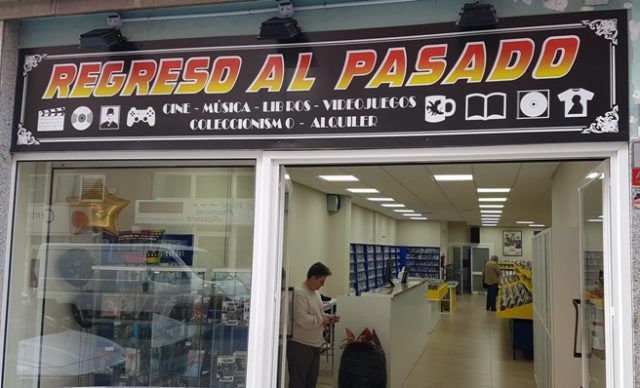 REGRESO AL PASADO
CINE - MÚSICA - LIBROS - VIDEOJUEGOS
COLECCIONISMO - ALQUILER